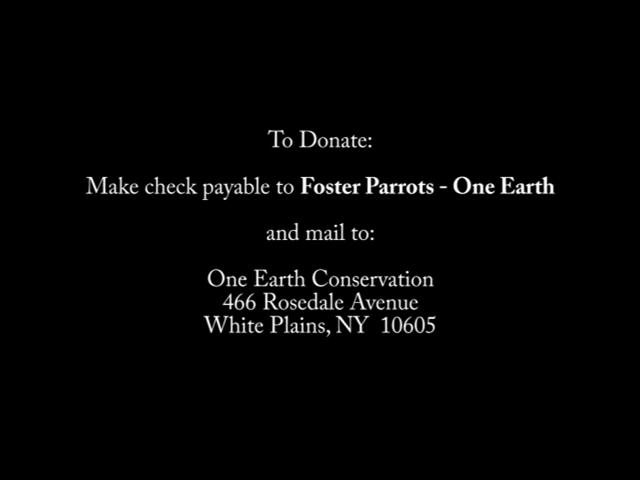 To Donate:
Make check payable to Foster Parrots - One Earth
and mail to:
One Earth Conservation
466 Rosedale Avenue
White Plains, NY  10605